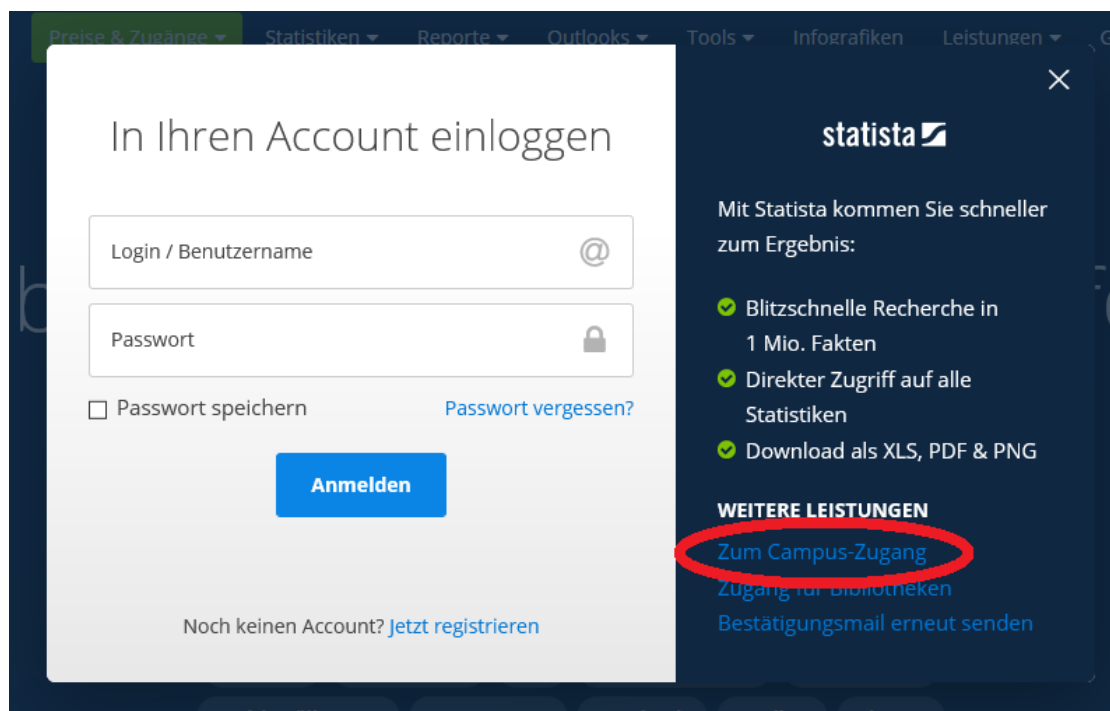 Preise & Zugänge Statistiken Reporte Outlooks Tools Infografiken Leistungen G
In Ihren Account einloggen
Login / Benutzername @
Passwort
Passwort speichern Passwort vergessen?
Anmelden
Noch keinen Account? Jetzt registrieren
statista
Mit Statista kommen Sie schneller
zum Ergebnis:
Blitzschnelle Recherche in
1 Mio. Fakten
Direkter Zugriff auf alle
Statistiken
Download als XLS, PDF & PNG
WEITERE LEISTUNGEN
Zum Campus-Zugang
Zugang für Bibliotheken
Bestätigungsmail erneut senden